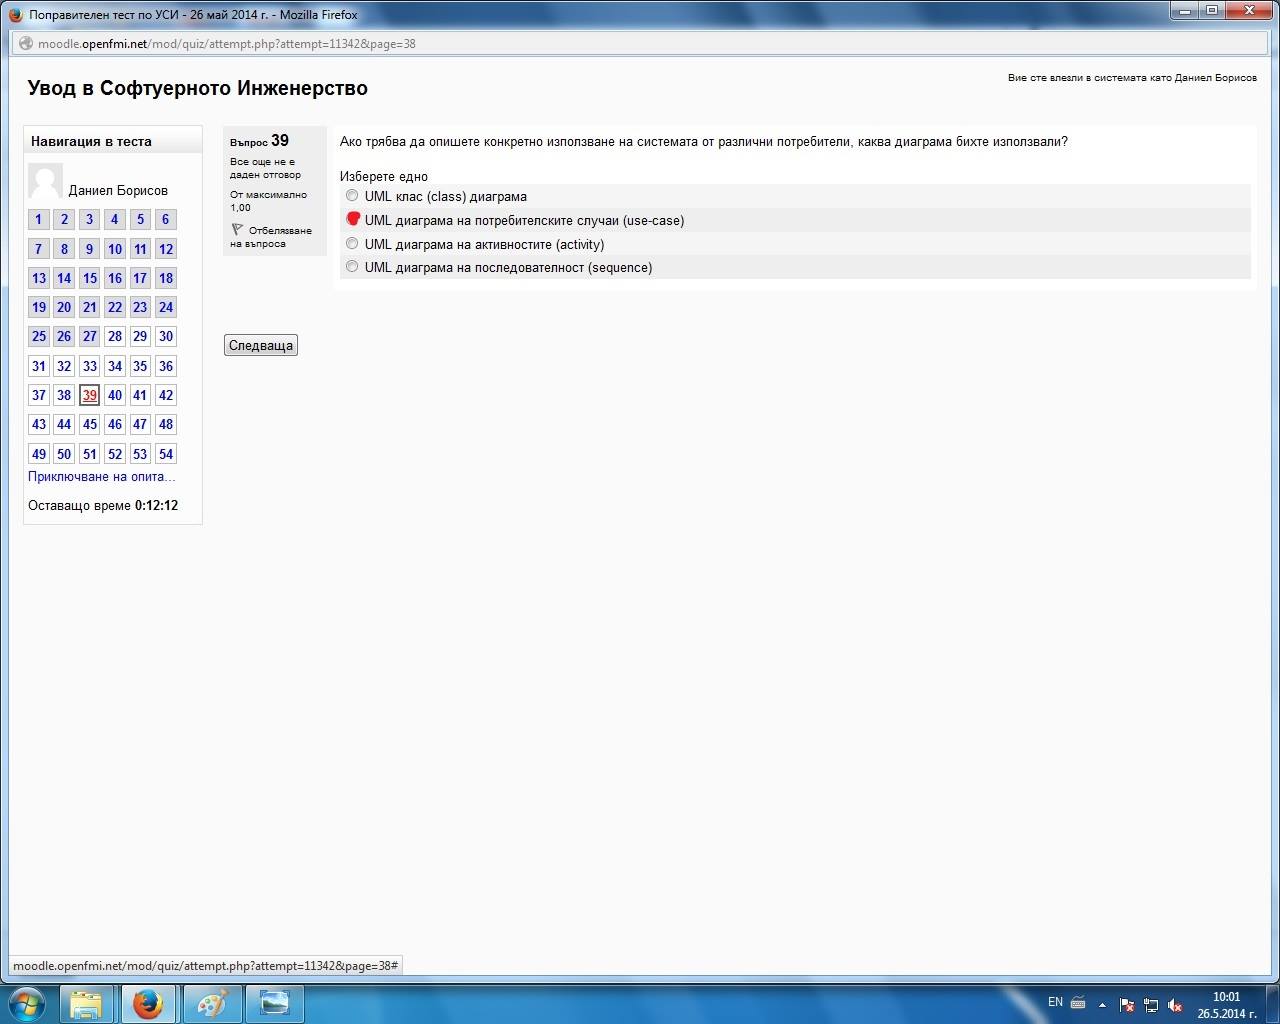 Поправителен тест по УСИ - 26 май 2014 г. - Mozilla Firefox
moodle.openfmi.net/mod/quiz/attempt.php?attempt=11342&page=38
Вие сте влезли в системата като Даниел Борисов
Увод в Софтуерното Инженерство
Навигация в теста
Даниел Борисов
1 2 3 4 5 6
7 8 9 10 11 12
13 14 15 16 17 18
19 20 21 22 23 24
25 26 27 28 29 30
31 32 33 34 35 36
37 38 39 40 41 42
43 44 45 46 47 48
49 50 51 52 53 54
Приключване на опита...
Оставащо време 0:12:12
Въпрос 39
Все още не е
даден отговор
От максимално
1,00
Отбелязване
на въпроса
Ако трябва да опишете конкретно използване на системата от различни потребители, каква диаграма бихте използвали?
Изберете едно
UML клас (class) диаграма
UML диаграма на потребителските случаи (use-case)
UML диаграма на активностите (activity)
UML диаграма на последователност (sequence)
Следваща
moodle.openfmi.net/mod/quiz/attempt.php?attempt=11342&page=38#
EN
10:01
26.5.2014 г.